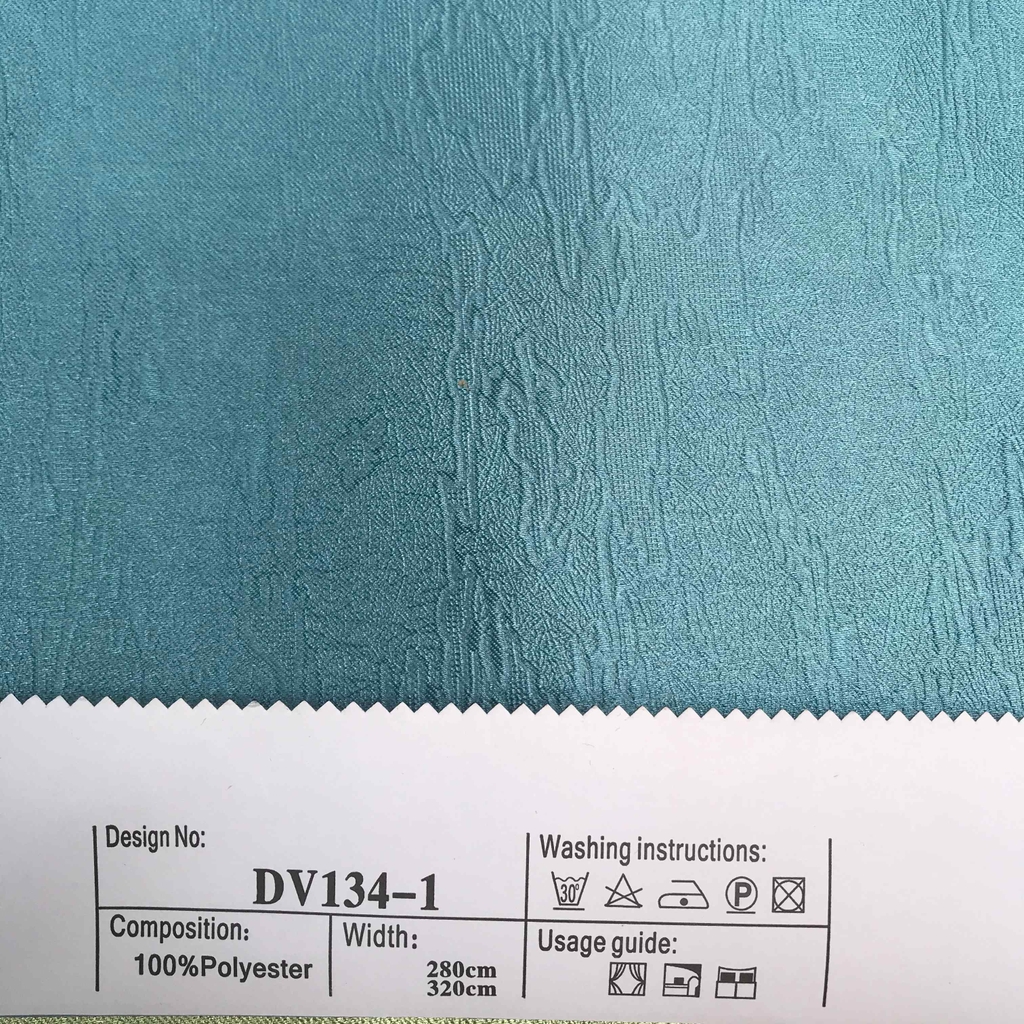 Design No:
DV134-1
Composition:
100%Polyester
Width:
280cm
320cm
Washing instructions:
30°
P
Usage guide: